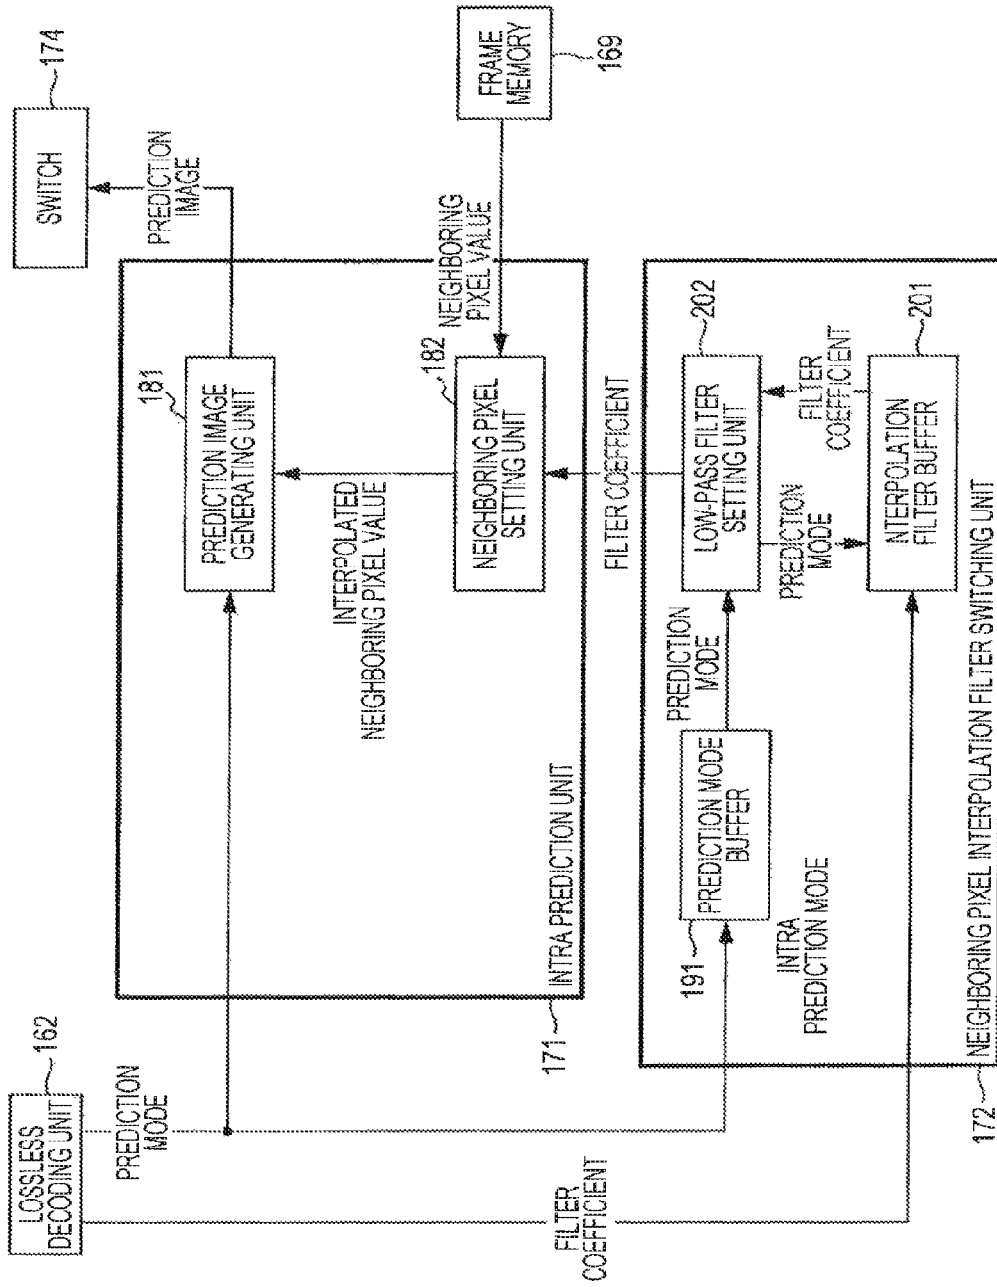 LOSSLESS
DECODING UNIT
162
PREDICTION
MODE
FILTER
COEFFICIENT
SWITCH
174
PREDICTION
IMAGE
181
PREDICTION IMAGE
GENERATING UNIT
INTERPOLATED
NEIGHBORING PIXEL VALUE
182
NEIGHBORING PIXEL
SETTING UNIT
NEIGHBORING
PIXEL VALUE
FRAME
MEMORY
169
INTRA PREDICTION UNIT
171
FILTER COEFFICIENT
191
PREDICTION MODE
BUFFER
INTRA
PREDICTION MODE
PREDICTION
MODE
LOW-PASS FILTER
SETTING UNIT
202
PREDICTION
MODE
FILTER
COEFFICIENT
INTERPOLATION
FILTER BUFFER
201
172
NEIGHBORING PIXEL INTERPOLATION FILTER SWITCHING UNIT